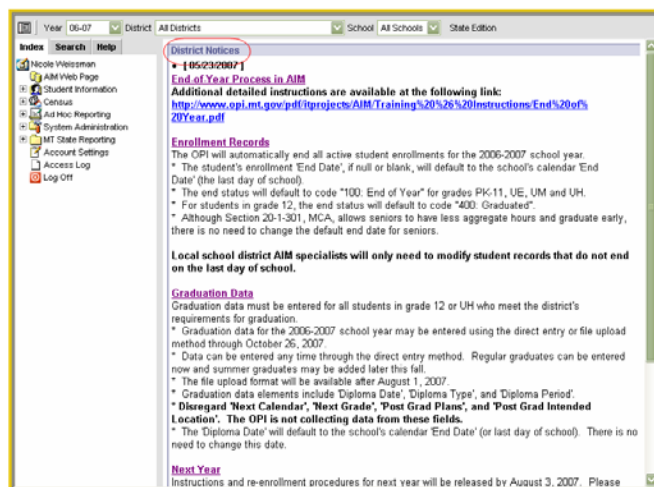 Year 06-07 District All Districts School All Schools State Edition
Index Search Help
Nicole Weissman
AIM Web Page
Student Information
Census
Ad Hoc Reporting
System Administration
MT State Reporting
Account Settings
Access Log
Log Off
District Notices
• [05/23/2007]
End of Year Process in AIM
Additional detailed instructions are available at the following link:
http://www.opi.mt.gov/pdf/itprojects/AIM/Training%20%26%20Instructions/End%20of%
20Year.pdf
Enrollment Records
The OPI will automatically end all active student enrollments for the 2006-2007 school year.
* The student's enrollment 'End Date', if null or blank, will default to the school's calendar 'End
Date' (the last day of school).
* The end status will default to code "100: End of Year" for grades PK-11, UE, UM and UH.
* For students in grade 12, the end status will default to code "400: Graduated".
* Although Section 20-1-301, MCA, allows seniors to have less aggregate hours and graduate early,
there is no need to change the default end date for seniors.
Local school district AIM specialists will only need to modify student records that do not end
on the last day of school.
Graduation Data
Graduation data must be entered for all students in grade 12 or UH who meet the district's
requirements for graduation.
* Graduation data for the 2006-2007 school year may be entered using the direct entry or file upload
method through October 26, 2007.
* Data can be entered any time through the direct entry method. Regular graduates can be entered
now and summer graduates may be added later this fall.
* The file upload format will be available after August 1, 2007.
* Graduation data elements include 'Diploma Date', 'Diploma Type', and 'Diploma Period'.
* Disregard 'Next Calendar', 'Next Grade', 'Post Grad Plans', and 'Post Grad Intended
Location'. The OPI is not collecting data from these fields.
* The 'Diploma Date' will default to the school's calendar 'End Date' (or last day of school). There is no
need to change this date.
Next Year
Instructions and re-enrollment procedures for next year will be released by August 3, 2007. Please